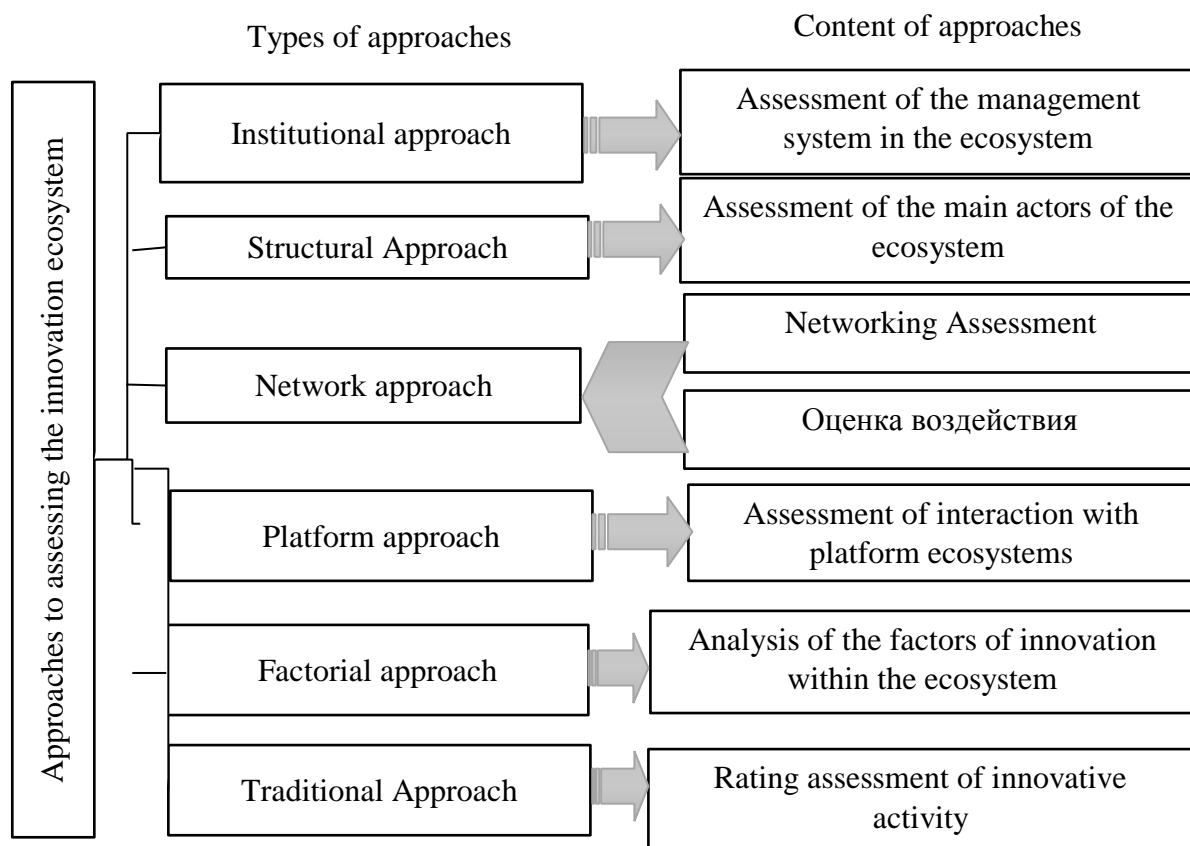 Types of approaches
Content of approaches
Approaches to assessing the innovation ecosystem
Institutional approach
Assessment of the management
system in the ecosystem
Structural Approach
Assessment of the main actors of the
ecosystem
Network approach
Networking Assessment
Оценка воздействия
Platform approach
Assessment of interaction with
platform ecosystems
Factorial approach
Analysis of the factors of innovation
within the ecosystem
Traditional Approach
Rating assessment of innovative
activity